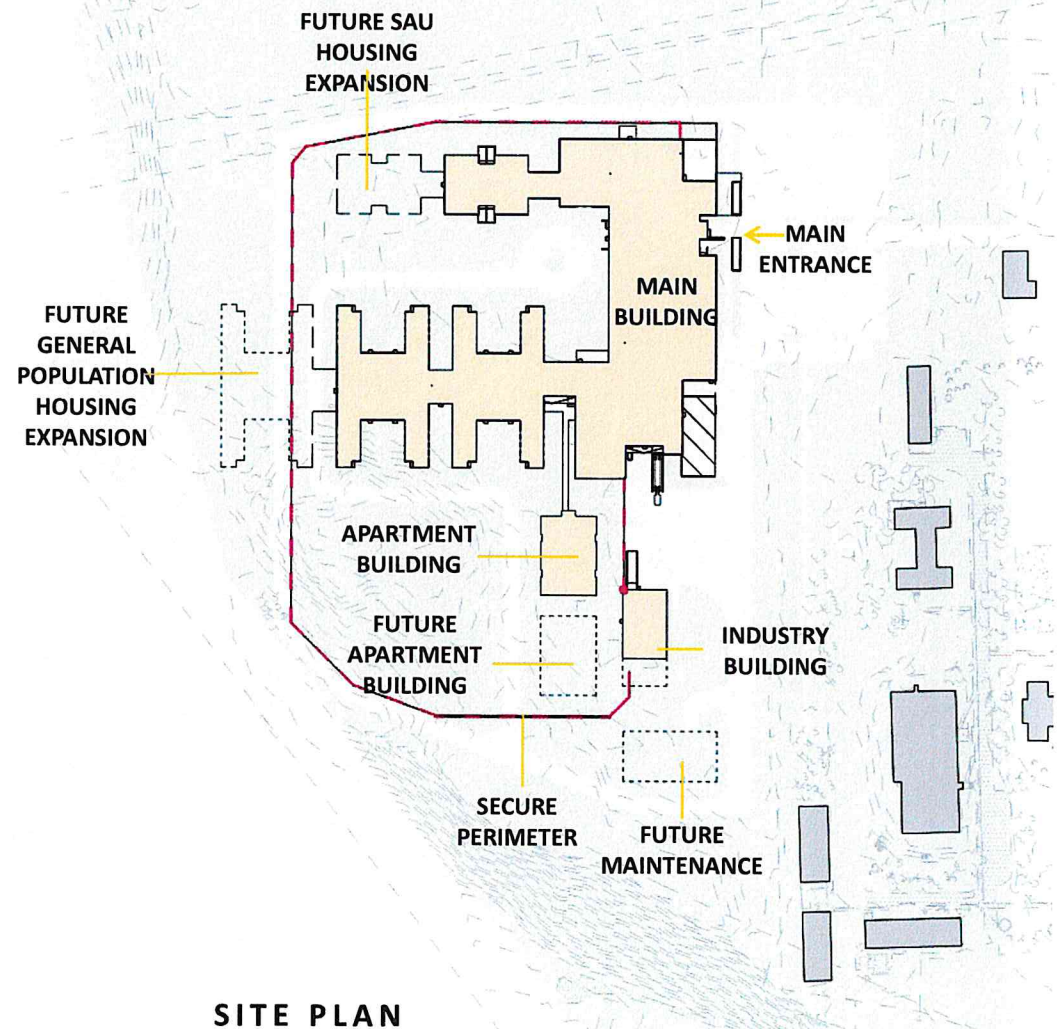 FUTURE SAU
HOUSING
EXPANSION
MAIN
ENTRANCE
MAIN
BUILDING
FUTURE
GENERAL
POPULATION
HOUSING
EXPANSION
APARTMENT
BUILDING
FUTURE
APARTMENT
BUILDING
INDUSTRY
BUILDING
SECURE
PERIMETER
FUTURE
MAINTENANCE
SITE PLAN